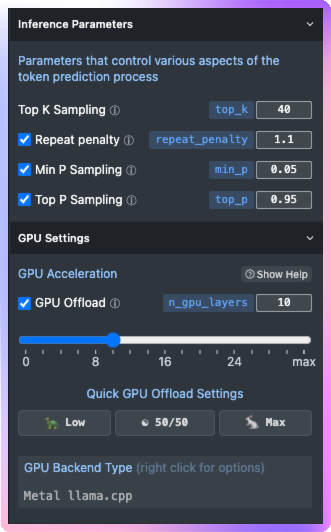 Inference Parameters
Parameters that control various aspects of the
token prediction process
Top K Sampling ⓘ top_k 40
Repeat penalty ⓘ repeat_penalty 1.1
Min P Sampling ⓘ min_p 0.05
Top P Sampling ⓘ top_p 0.95
GPU Settings
GPU Acceleration Show Help
GPU Offload ⓘ n_gpu_layers 10
0 8 16 24 max
Quick GPU Offload Settings
Low 50/50 Max
GPU Backend Type (right click for options)
Metal llama.cpp